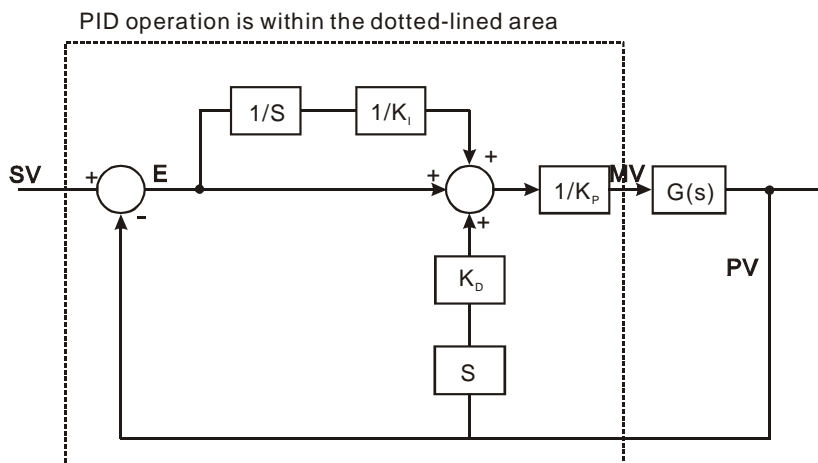 PID operation is within the dotted-lined area
1/S
1/K_I
+
SV
+
E
+
1/K_P
MV
G(s)
-
+
PV
K_D
S